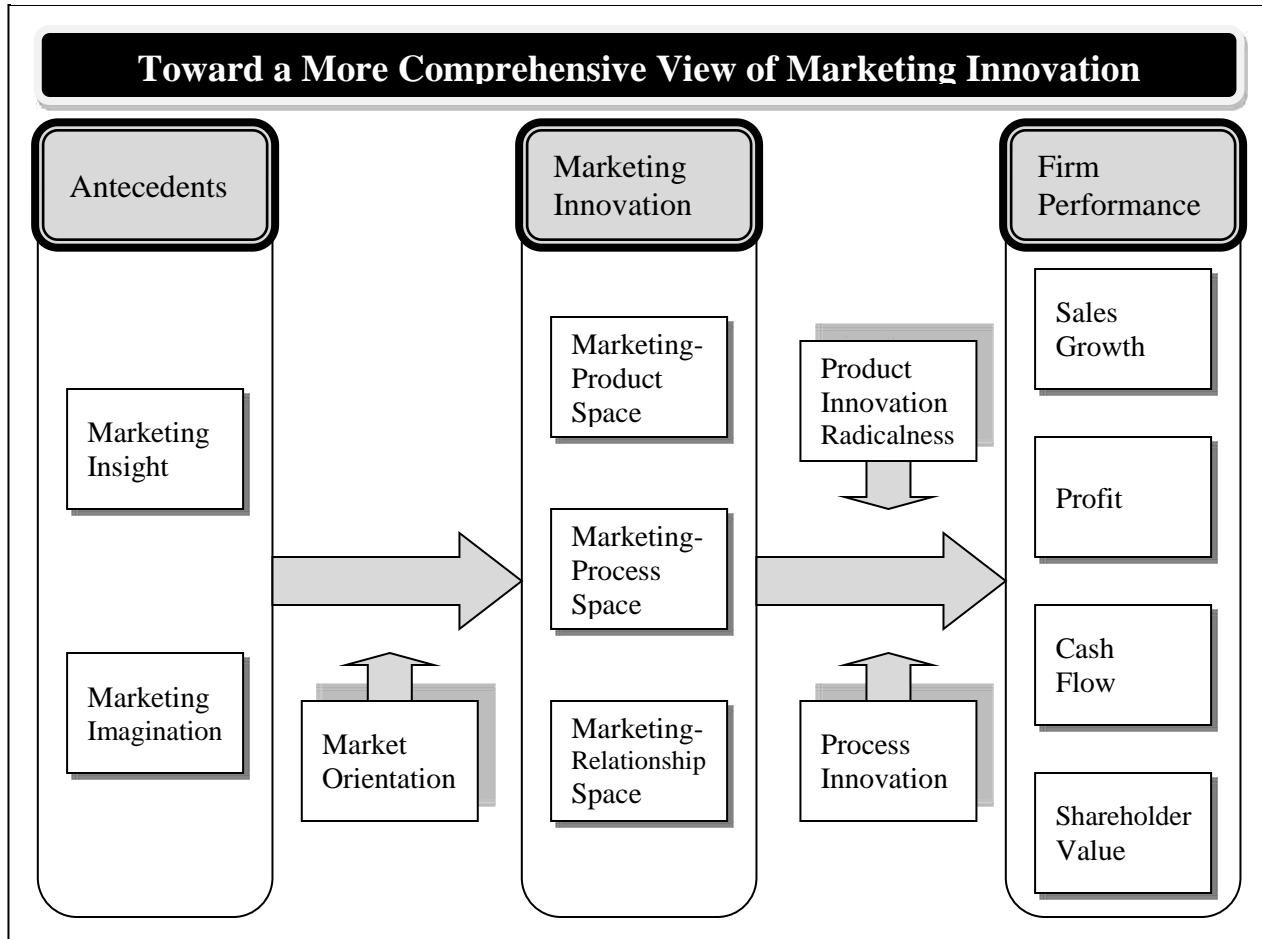 Toward a More Comprehensive View of Marketing Innovation
Antecedents
Marketing
Insight
Marketing
Imagination
Market
Orientation
Marketing
Innovation
Marketing-
Product
Space
Marketing-
Process
Space
Marketing-
Relationship
Space
Product
Innovation
Radicalness
Process
Innovation
Firm
Performance
Sales
Growth
Profit
Cash
Flow
Shareholder
Value